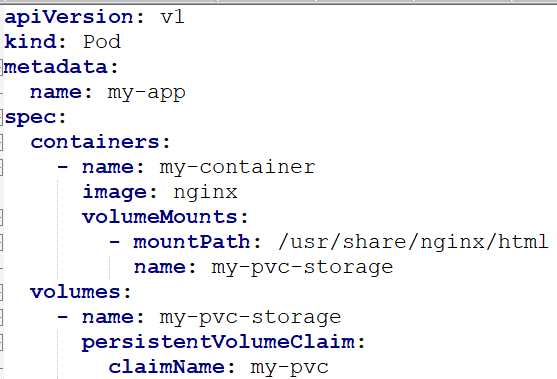 apiVersion: v1
kind: Pod
metadata:
  name: my-app
spec:
  containers:
    - name: my-container
      image: nginx
      volumeMounts:
        - mountPath: /usr/share/nginx/html
          name: my-pvc-storage
  volumes:
    - name: my-pvc-storage
      persistentVolumeClaim:
        claimName: my-pvc